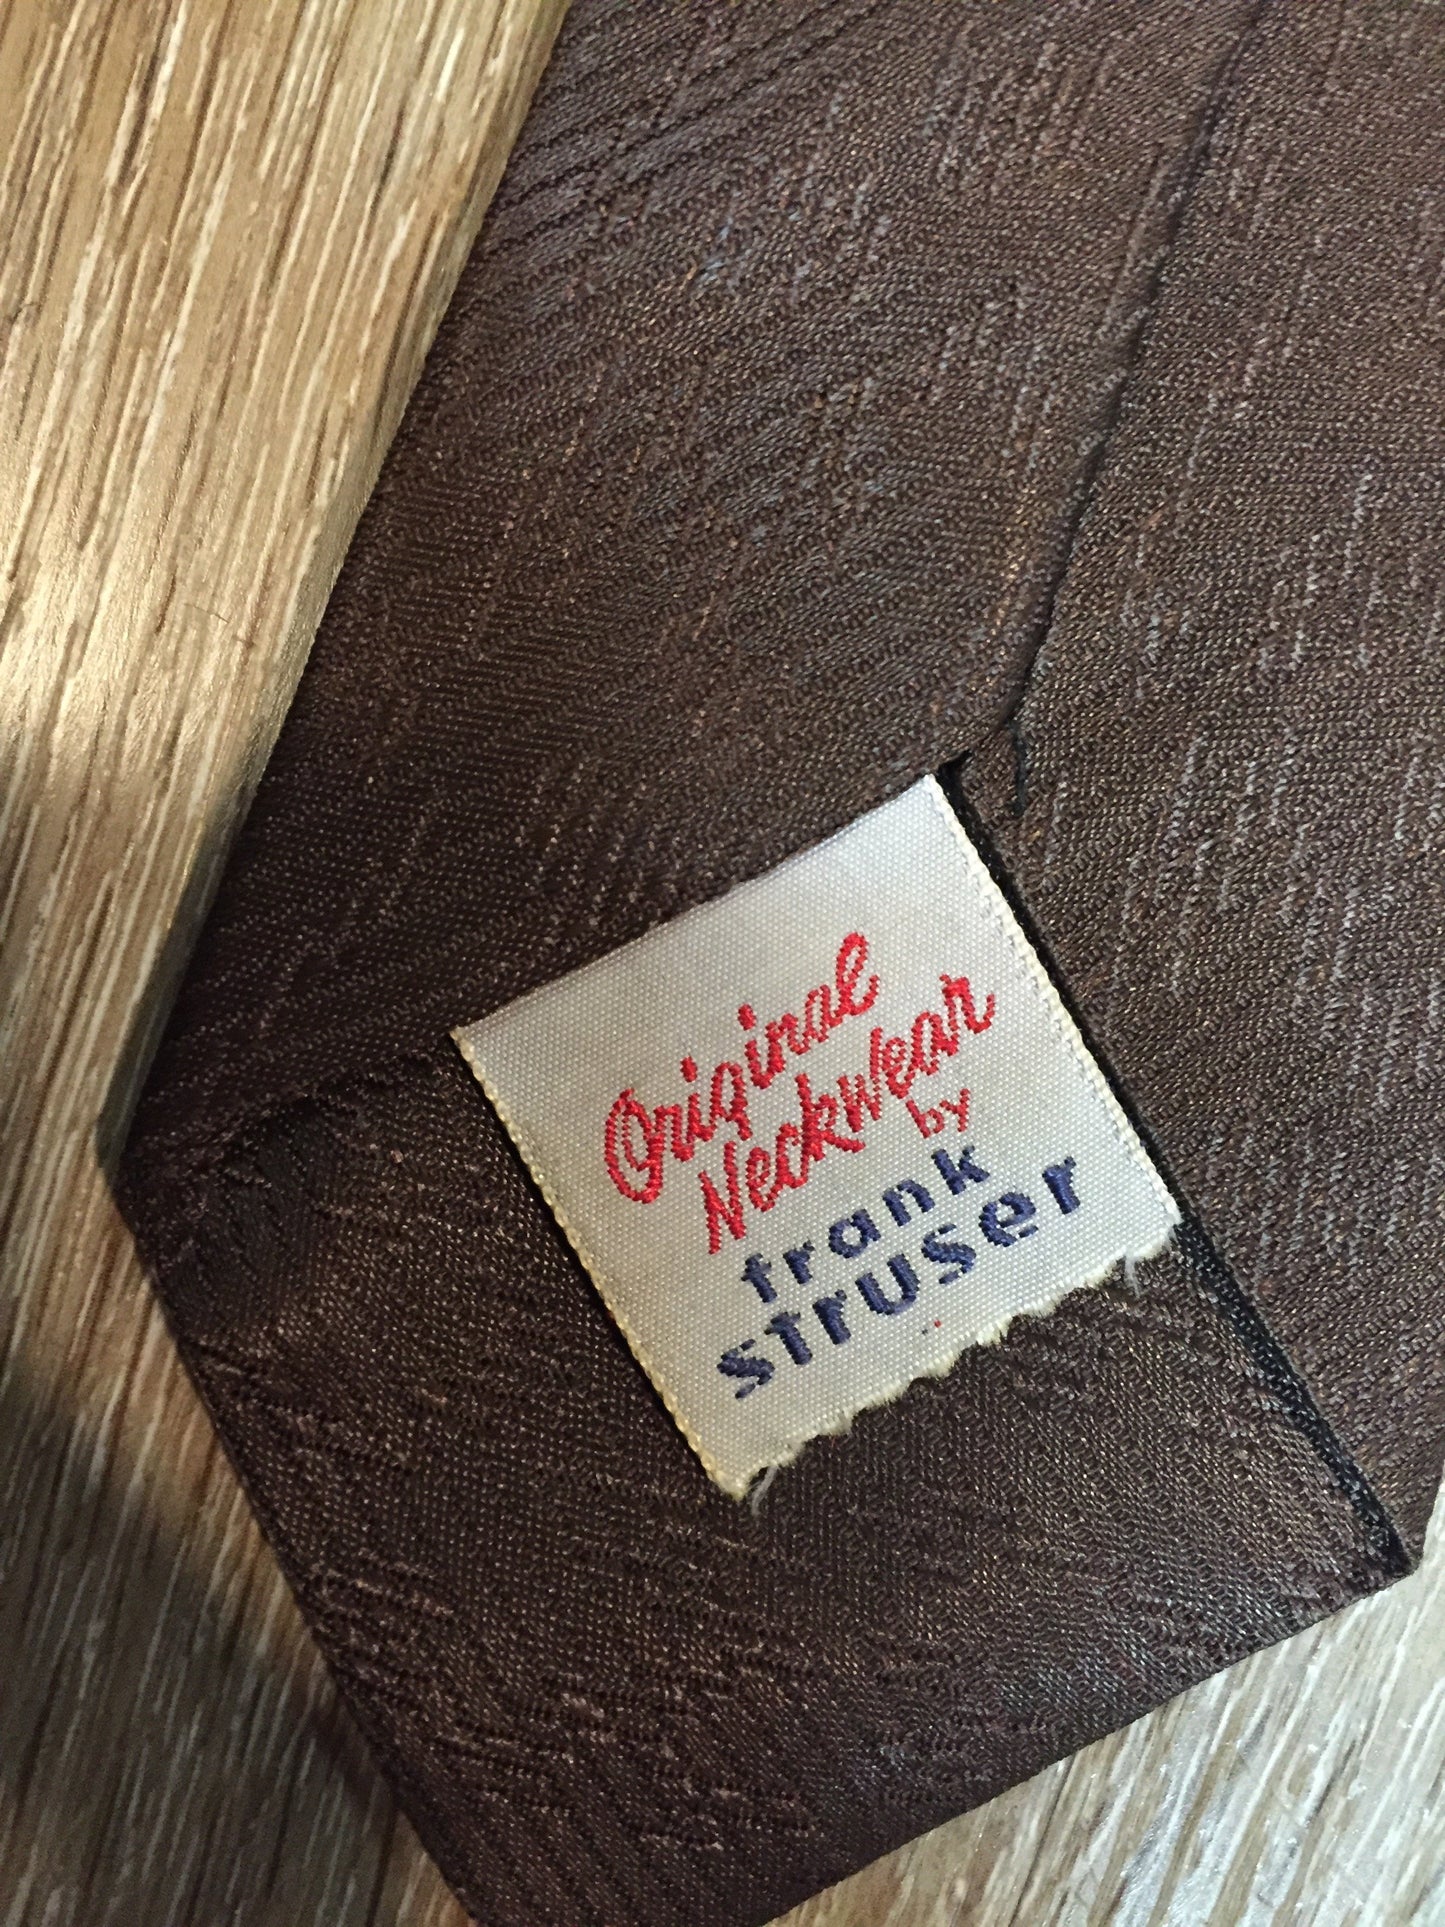 Original
Neckwear
by
frank
struser